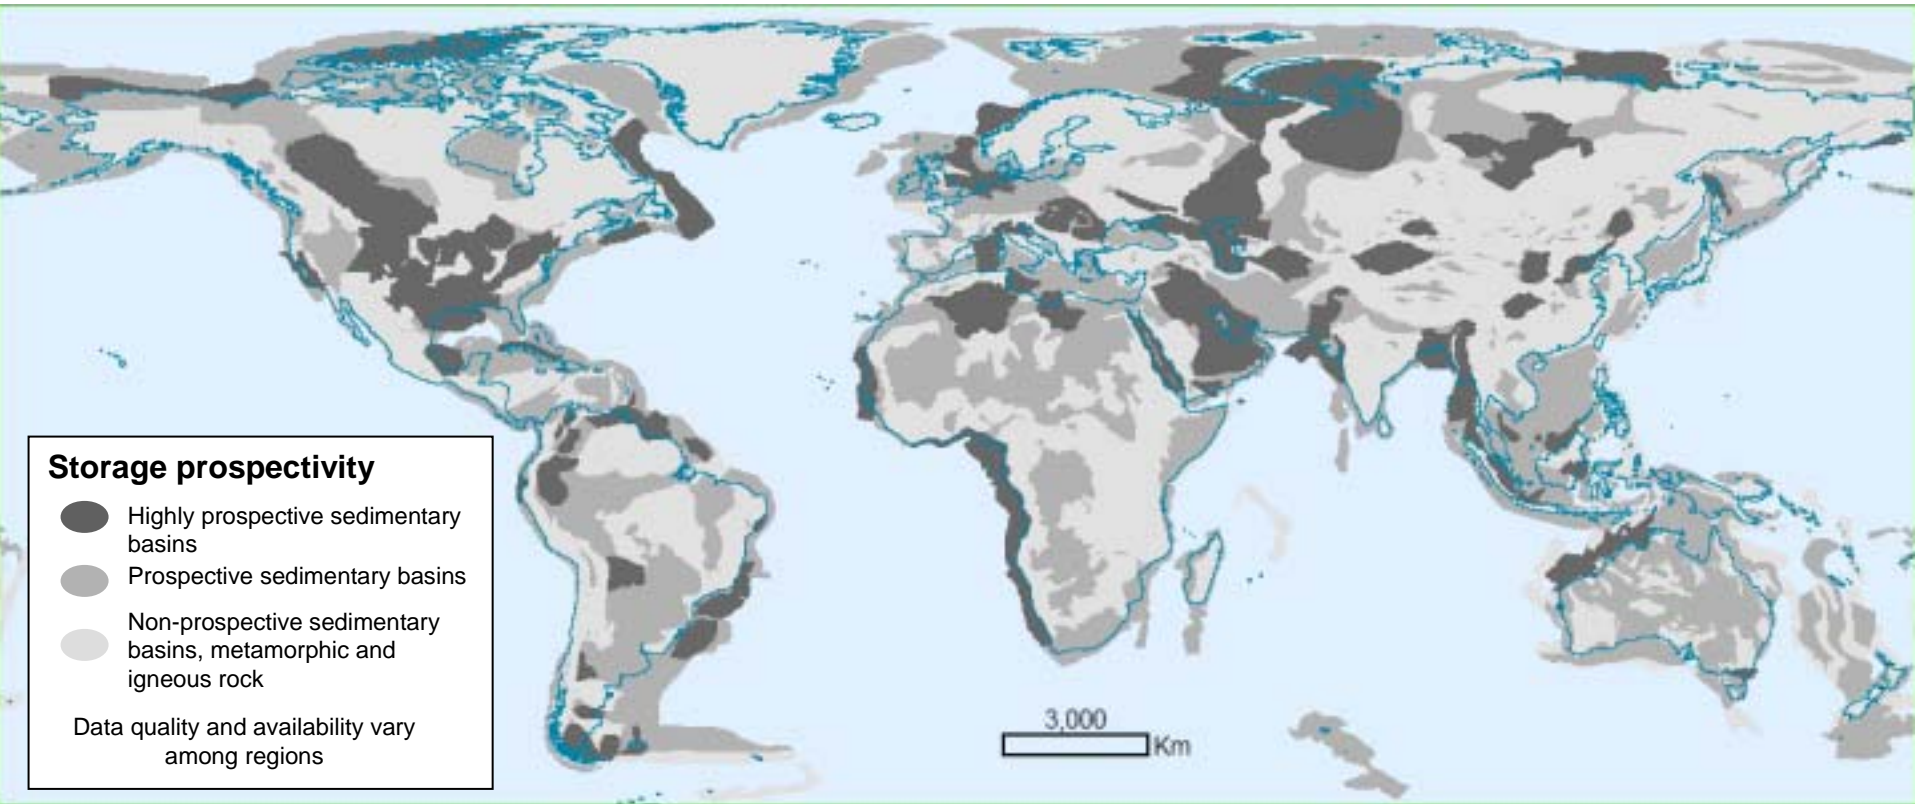 Storage prospectivity
Highly prospective sedimentary
basins
Prospective sedimentary basins
Non-prospective sedimentary
basins, metamorphic and
igneous rock
Data quality and availability vary
among regions
3,000
Km